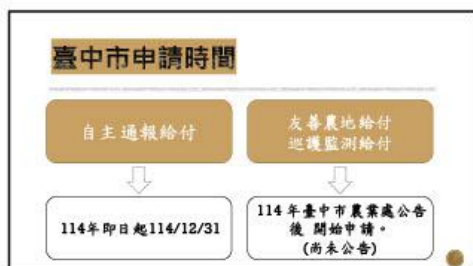 臺中市申請時間
自主通報給付
友善農地給付
巡護監測給付
114年即日起114/12/31
114年臺中市農業處公告
後 開始申請。
(尚未公告)